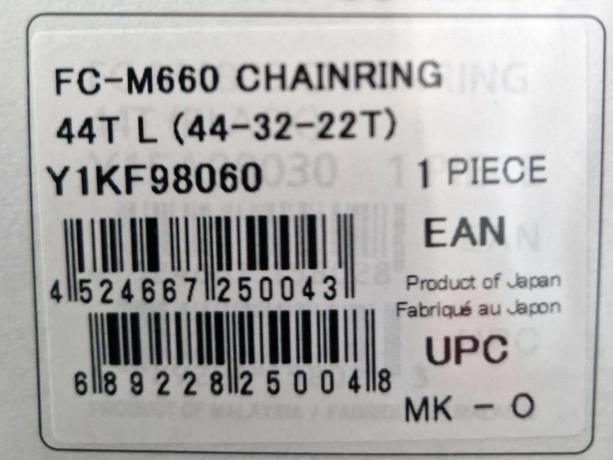 FC-M660 CHAINRING
44T L (44-32-22T)
Y1KF98060 1 PIECE
EAN
4 524667 250043
Product of Japan
Fabriqué au Japon
UPC
6 89228 25004 8
MK - O